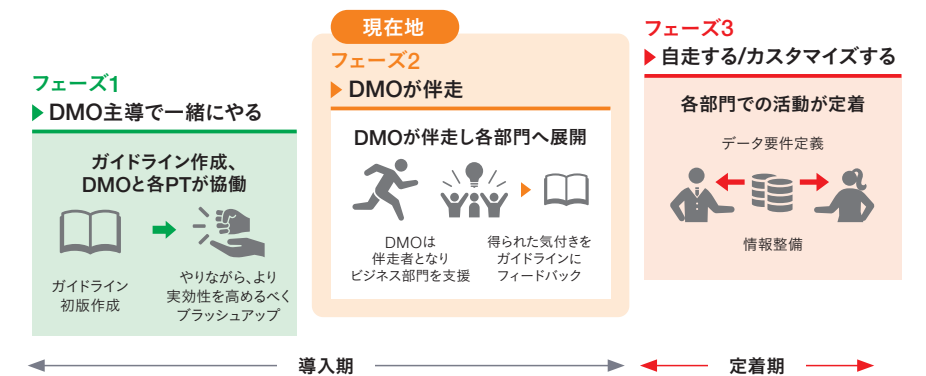 フェーズ1
▶DMO主導で一緒にやる
ガイドライン作成、
DMOと各PTが協働
ガイドライン
初版作成
やりながら、より
実効性を高めるべく
ブラッシュアップ
現在地
フェーズ2
▶DMOが伴走
DMOが伴走し各部門へ展開
DMOは
伴走者となり
ビジネス部門を支援
得られた気付きを
ガイドラインに
フィードバック
フェーズ3
▶自走する/カスタマイズする
各部門での活動が定着
データ要件定義
情報整備
導入期
定着期